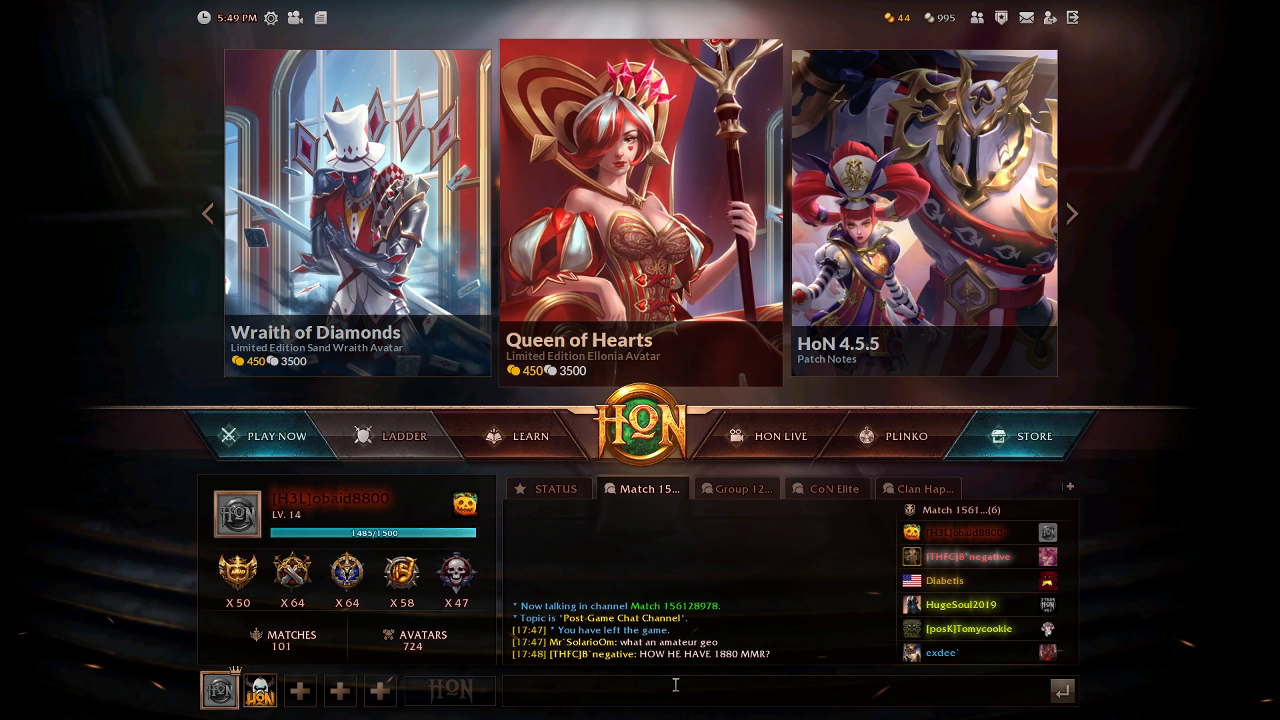 5:49 PM
44
995
Wraith of Diamonds
Limited Edition Sand Wraith Avatar
450 3500
Queen of Hearts
Limited Edition Ellonia Avatar
450 3500
HoN 4.5.5
Patch Notes
PLAY NOW
LADDER
LEARN
HON
HON LIVE
PLINKO
STORE
[H3L]obaid8800
LV. 14
1485/1500
X 50
X 64
X 64
X 58
X 47
MATCHES
101
AVATARS
724
STATUS
Match 15...
Group 12...
CoN Elite
Clan Hap...
* Now talking in channel Match 156128978.
* Topic is "Post-Game Chat Channel".
[17:47] * You have left the game.
[17:47] Mr`SolarioOm: what an amateur geo
[17:48] [THFC]B`negative: HOW HE HAVE 1880 MMR?
Match 1561...(6)
[H3L]obaid8800
[THFC]B`negative
Diabetis
HugeSoul2019
[posK]Tomycookie
exdee`
HON
HON
HON